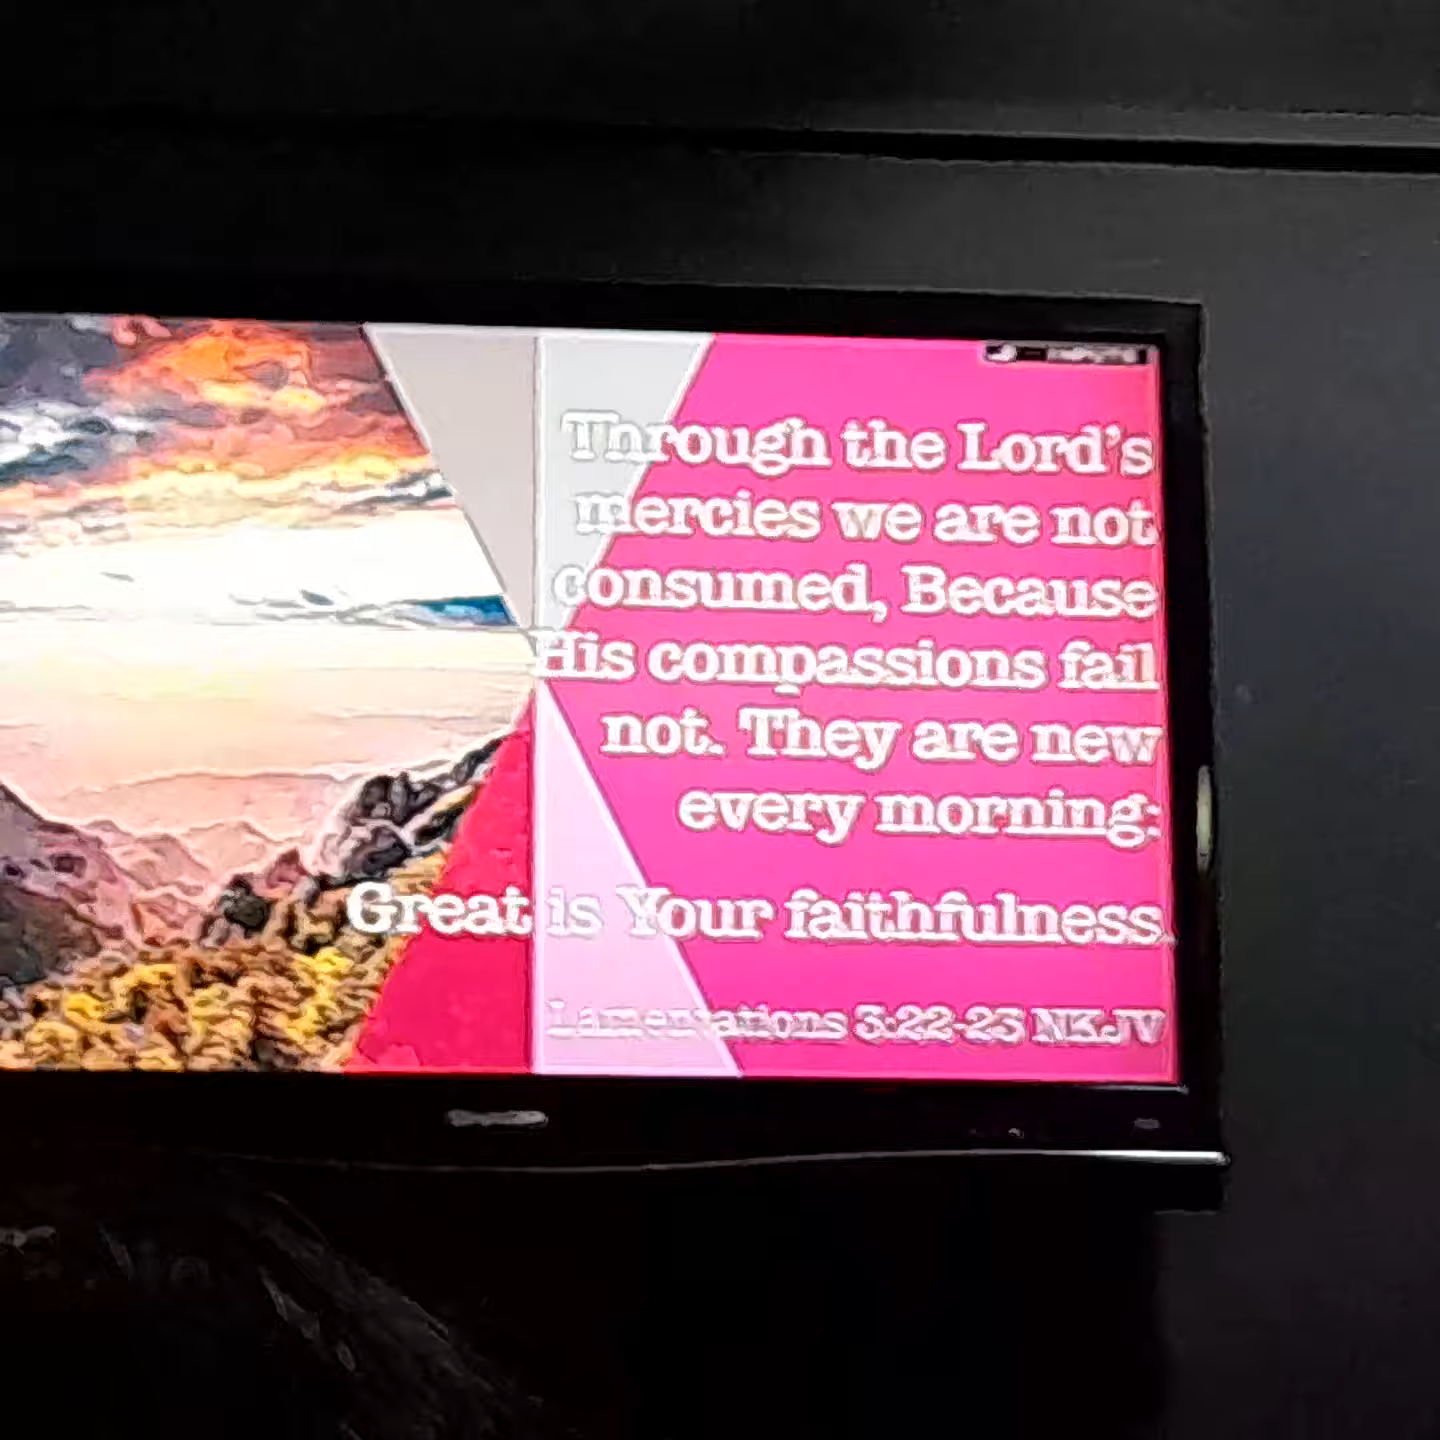 Through the Lord's
mercies we are not
consumed, Because
His compassions fail
not. They are new
every morning:
Great is Your faithfulness.
Lamentations 3:22-23 NKJV